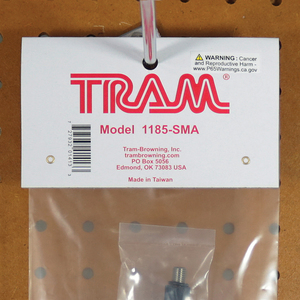 ⚠ WARNING: Cancer
and Reproductive Harm -
www.P65Warnings.ca.gov
TRAM®
Model 1185-SMA
Tram-Browning, Inc.
trambrowning.com
PO Box 5056
Edmond, OK 73083 USA
Made in Taiwan